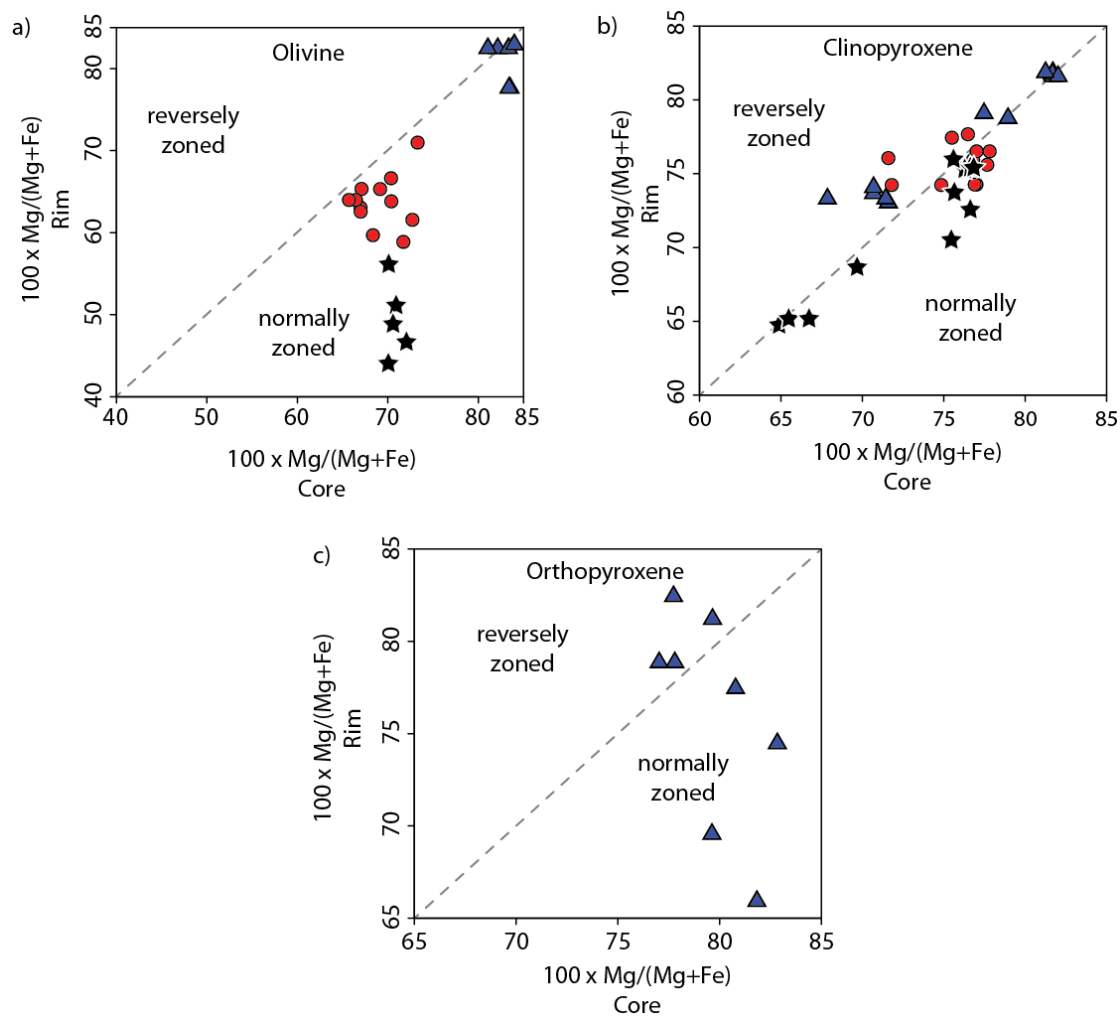 a)
Olivine
reversely
zoned
normally
zoned
85
80
70
60
50
40
100 x Mg/(Mg+Fe)
Rim
40
50
60
70
80
85
100 x Mg/(Mg+Fe)
Core
b)
Clinopyroxene
reversely
zoned
normally
zoned
85
80
75
70
65
60
100 x Mg/(Mg+Fe)
Rim
60
65
70
75
80
85
100 x Mg/(Mg+Fe)
Core
c)
Orthopyroxene
reversely
zoned
normally
zoned
85
80
75
70
65
100 x Mg/(Mg+Fe)
Rim
65
70
75
80
85
100 x Mg/(Mg+Fe)
Core